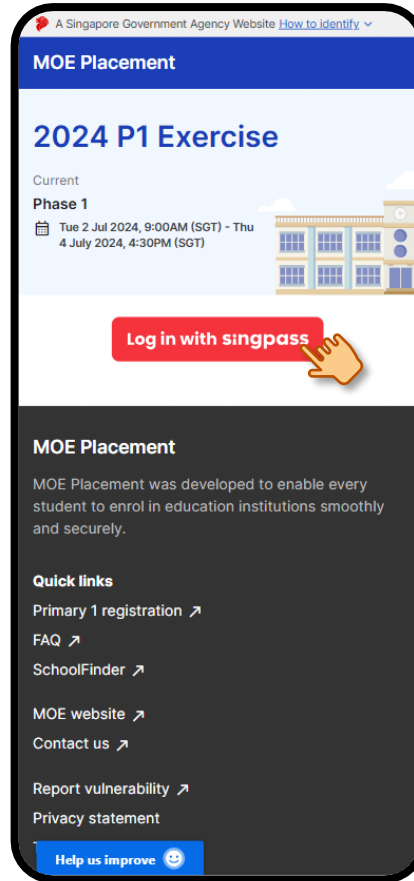 A Singapore Government Agency Website How to identify
MOE Placement
2024 P1 Exercise
Current
Phase 1
Tue 2 Jul 2024, 9:00AM (SGT) - Thu
4 July 2024, 4:30PM (SGT)
Log in with singpass
MOE Placement
MOE Placement was developed to enable every
student to enrol in education institutions smoothly
and securely.
Quick links
Primary 1 registration
FAQ
SchoolFinder
MOE website
Contact us
Report vulnerability
Privacy statement
Help us improve